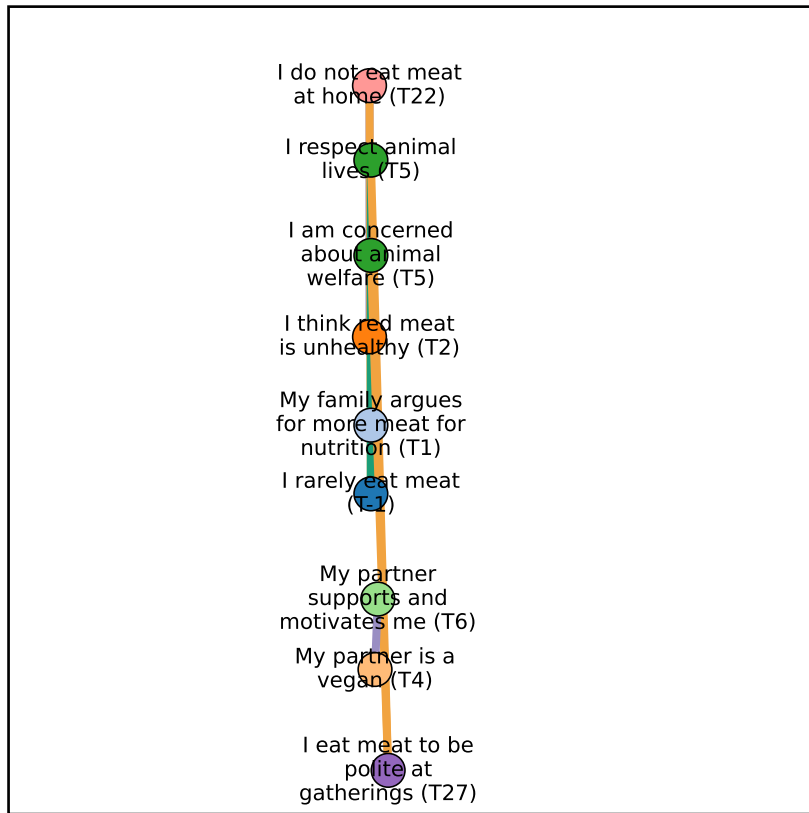 I do not eat meat
at home (T22)
I respect animal
lives (T5)
I am concerned
about animal
welfare (T5)
I think red meat
is unhealthy (T2)
My family argues
for more meat for
nutrition (T1)
I rarely eat meat
(T-1)
My partner
supports and
motivates me (T6)
My partner is a
vegan (T4)
I eat meat to be
polite at
gatherings (T27)